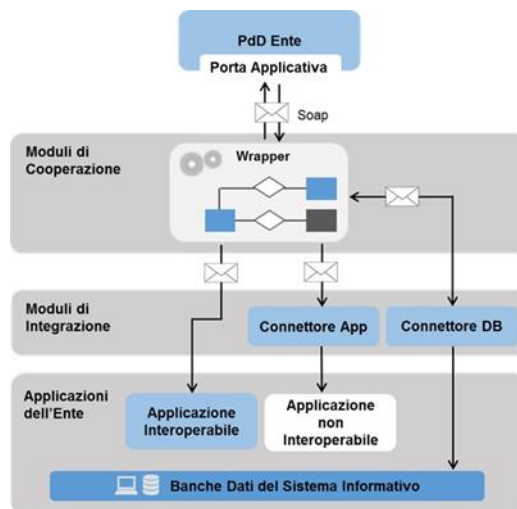 PdD Ente
Porta Applicativa
Soap
Moduli di
Cooperazione
Wrapper
Moduli di
Integrazione
Connettore App
Connettore DB
Applicazioni
dell'Ente
Applicazione
Interoperabile
Applicazione
non
Interoperabile
Banche Dati del Sistema Informativo